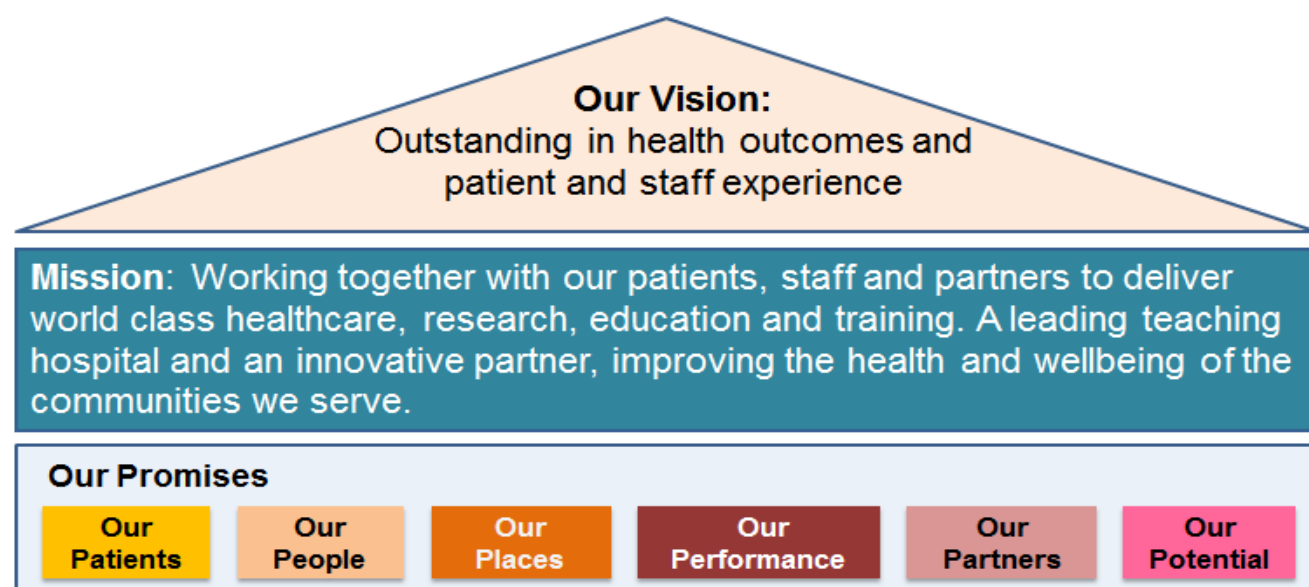 Our Vision:
Outstanding in health outcomes and
patient and staff experience
Mission: Working together with our patients, staff and partners to deliver
world class healthcare, research, education and training. A leading teaching
hospital and an innovative partner, improving the health and wellbeing of the
communities we serve.
Our Promises
Our
Patients
Our
People
Our
Places
Our
Performance
Our
Partners
Our
Potential